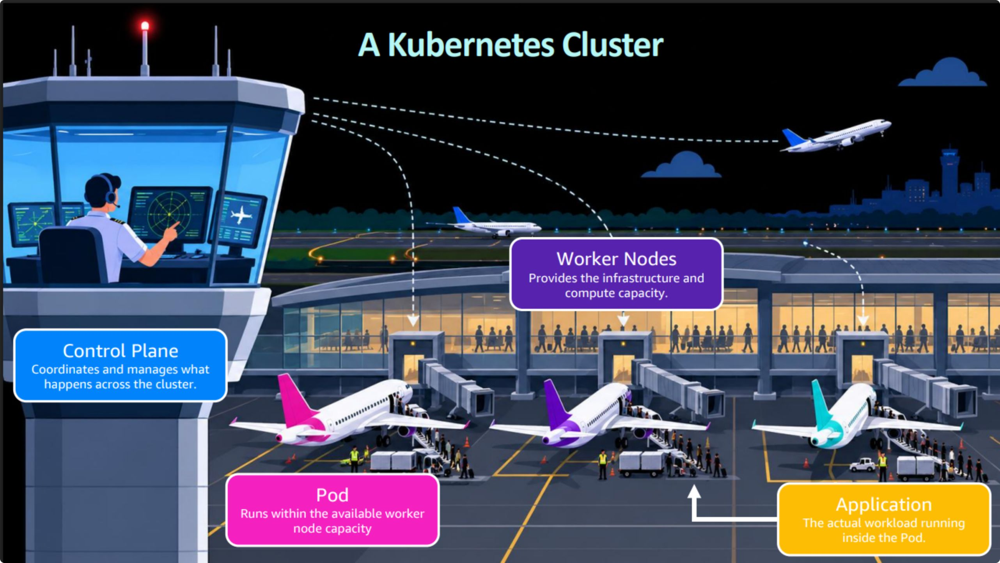 A Kubernetes Cluster
Worker Nodes
Provides the infrastructure and
compute capacity.
Control Plane
Coordinates and manages what
happens across the cluster.
Pod
Runs within the available worker
node capacity
Application
The actual workload running
inside the Pod.